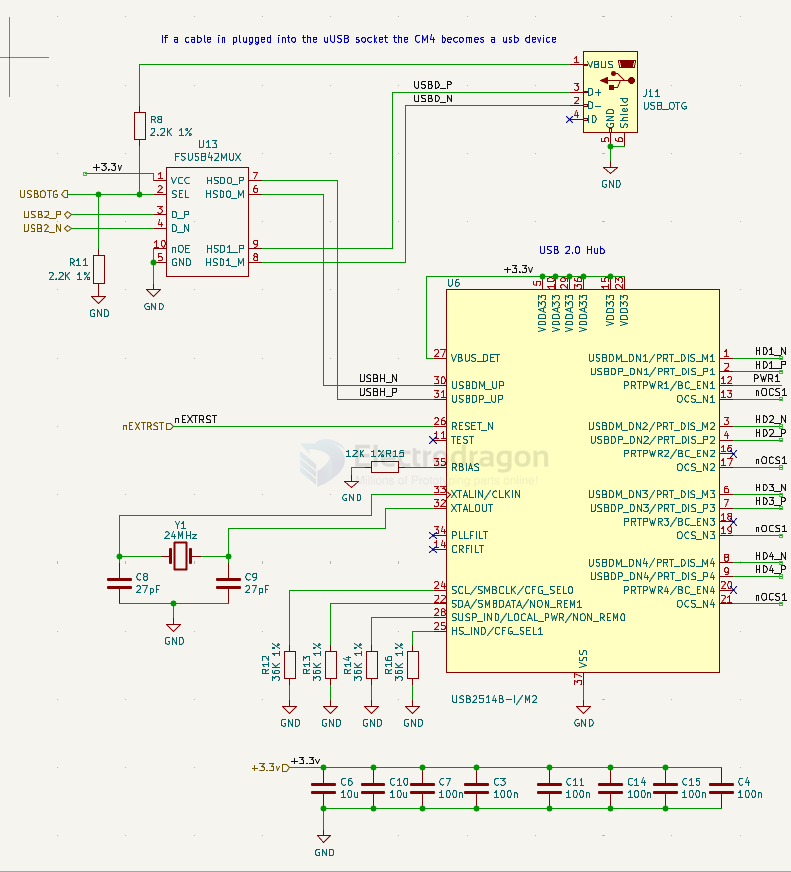 If a cable in plugged into the uUSB socket the CM4 becomes a usb device
1 VBUS
USBD_P 3 D+
USBD_N 2 D-
4 ID
GND
Shield
5 6
J11
USB_OTG
GND
R8
2.2K 1%
U13
FSUSB42MUX
+3.3v
1 VCC HSD0_P 7
USBOTG 2 SEL HSD0_M 6
USB2_P 3 D_P
USB2_N 4 D_N
10 nOE HSD1_P 9
5 GND HSD1_M 8
R11
2.2K 1%
GND
GND
USB 2.0 Hub
U6
+3.3v
5 10 29 36 15 23
VDDA33 VDDA33 VDDA33 VDDA33 VDD33 VDD33
27 VBUS_DET USBDM_DN1/PRT_DIS_M1 1 HD1_N
USBDP_DN1/PRT_DIS_P1 2 HD1_P
USBH_N 30 USBDM_UP PRTPWR1/BC_EN1 12 PWR1
USBH_P 31 USBDP_UP OCS_N1 13 nOCS1
nEXTRST nEXTRST 26 RESET_N USBDM_DN2/PRT_DIS_M2 3 HD2_N
11 TEST USBDP_DN2/PRT_DIS_P2 4 HD2_P
PRTPWR2/BC_EN2 16
12K 1% R15 35 RBIAS OCS_N2 17 nOCS1
GND
Electrodragon
Millions of Prototyping parts online!
33 XTALIN/CLKIN USBDM_DN3/PRT_DIS_M3 6 HD3_N
32 XTALOUT USBDP_DN3/PRT_DIS_P3 7 HD3_P
PRTPWR3/BC_EN3 18
34 PLLFILT OCS_N3 19 nOCS1
14 CRFILT
Y1
24MHz
C8
27pF
C9
27pF
GND
USBDM_DN4/PRT_DIS_M4 8 HD4_N
USBDP_DN4/PRT_DIS_P4 9 HD4_P
24 SCL/SMBCLK/CFG_SEL0 PRTPWR4/BC_EN4 20
22 SDA/SMBDATA/NON_REM1 OCS_N4 21 nOCS1
28 SUSP_IND/LOCAL_PWR/NON_REM0
25 HS_IND/CFG_SEL1
R12
36K 1%
R13
36K 1%
R14
36K 1%
R16
36K 1%
GND GND GND GND
VSS
37
GND
USB2514B-I/M2
+3.3v +3.3v
C6
10u
C10
10u
C7
100n
C3
100n
C11
100n
C14
100n
C15
100n
C4
100n
GND